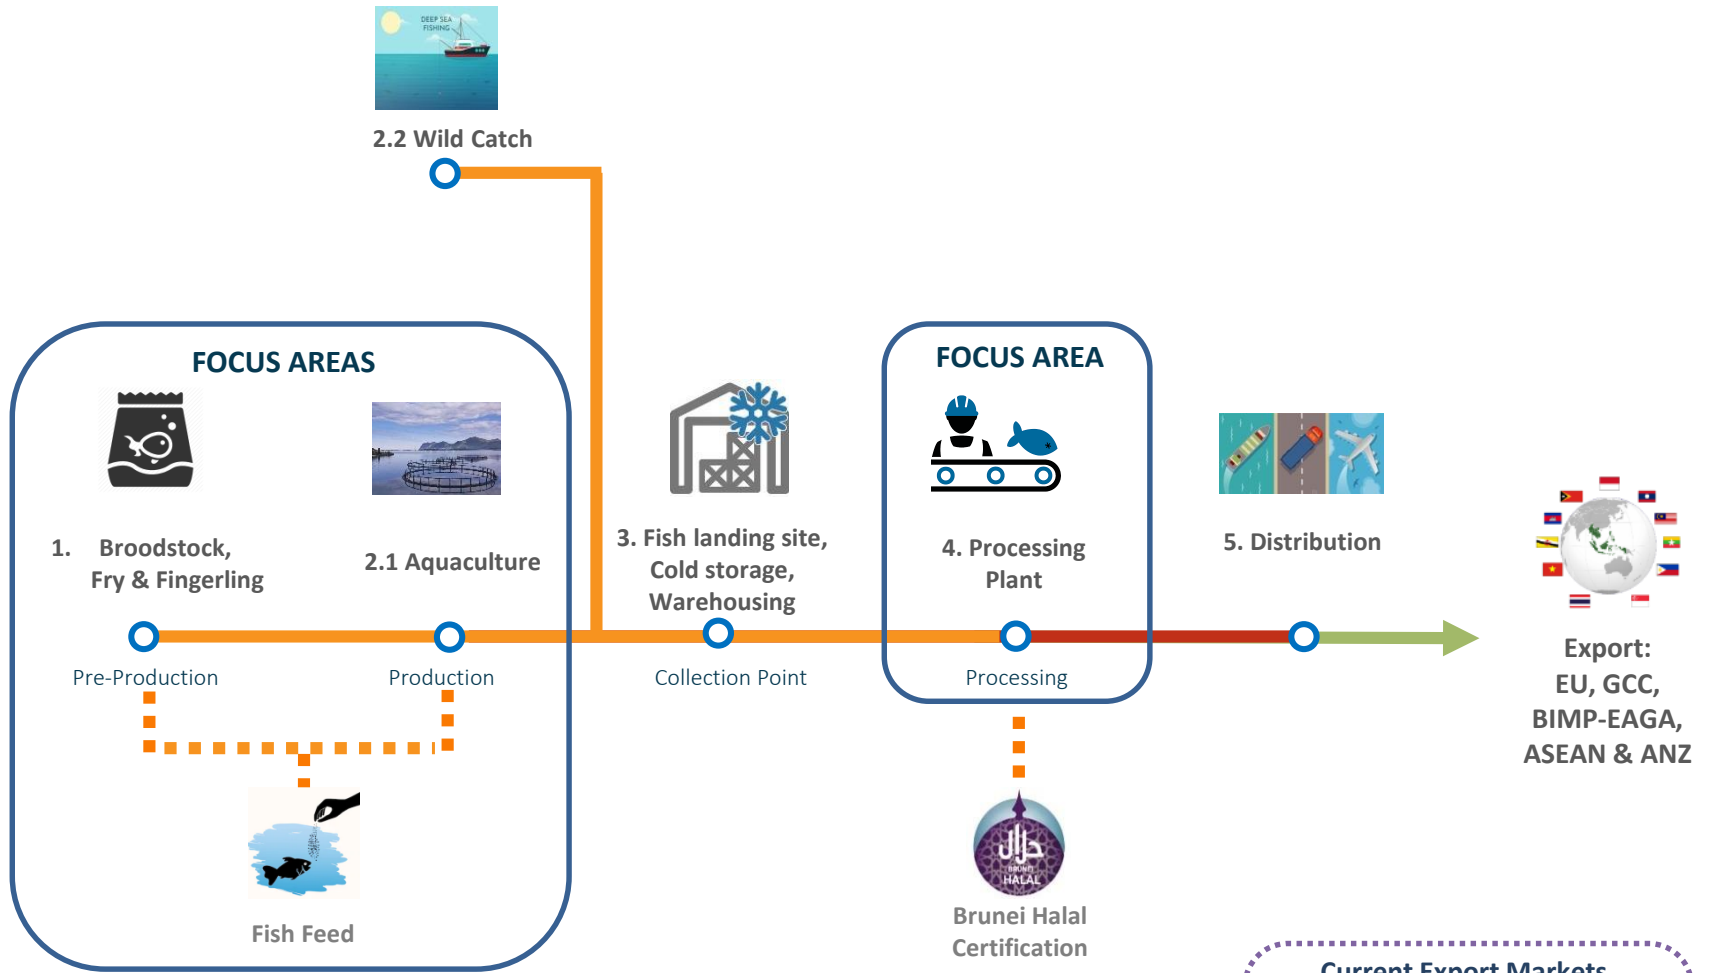 DEEP SEA
FISHING
2.2 Wild Catch
FOCUS AREAS
FOCUS AREA
1. Broodstock,
Fry & Fingerling
2.1 Aquaculture
3. Fish landing site,
Cold storage,
Warehousing
4. Processing
Plant
5. Distribution
Pre-Production
Production
Collection Point
Processing
Export:
EU, GCC,
BIMP-EAGA,
ASEAN & ANZ
Fish Feed
حلال
BRUNEI
HALAL
Brunei Halal
Certification
Current Export Markets